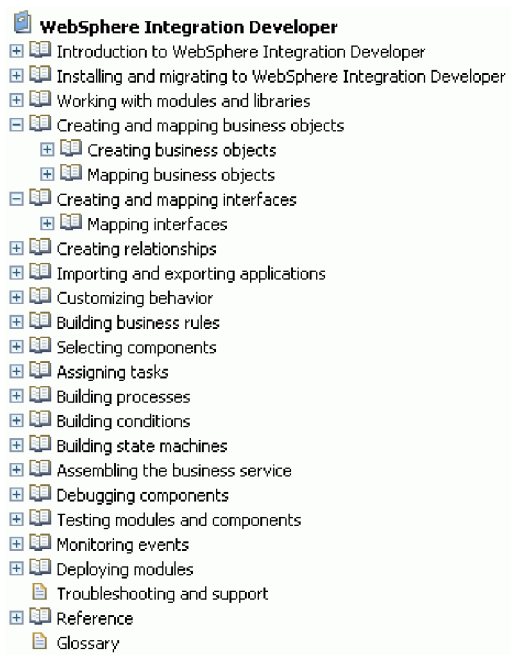 WebSphere Integration Developer
Introduction to WebSphere Integration Developer
Installing and migrating to WebSphere Integration Developer
Working with modules and libraries
Creating and mapping business objects
Creating business objects
Mapping business objects
Creating and mapping interfaces
Mapping interfaces
Creating relationships
Importing and exporting applications
Customizing behavior
Building business rules
Selecting components
Assigning tasks
Building processes
Building conditions
Building state machines
Assembling the business service
Debugging components
Testing modules and components
Monitoring events
Deploying modules
Troubleshooting and support
Reference
Glossary